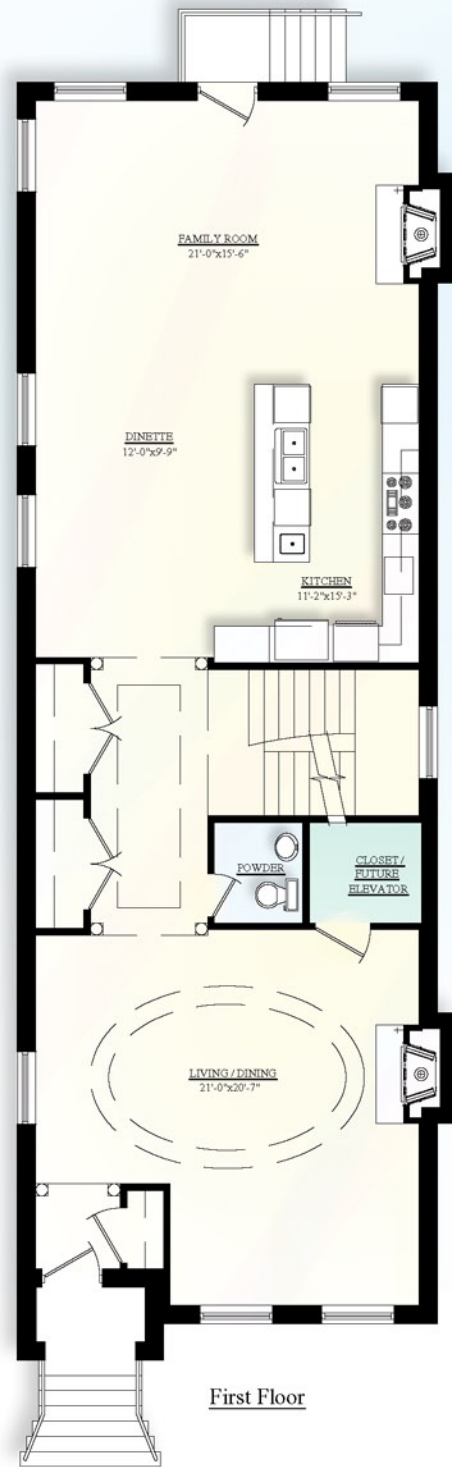 FAMILY ROOM
21'-0"x15'-6"
DINETTE
12'-0"x9'-9"
KITCHEN
11'-2"x15'-3"
POWDER
CLOSET /
FUTURE
ELEVATOR
LIVING / DINING
21'-0"x20'-7"
First Floor